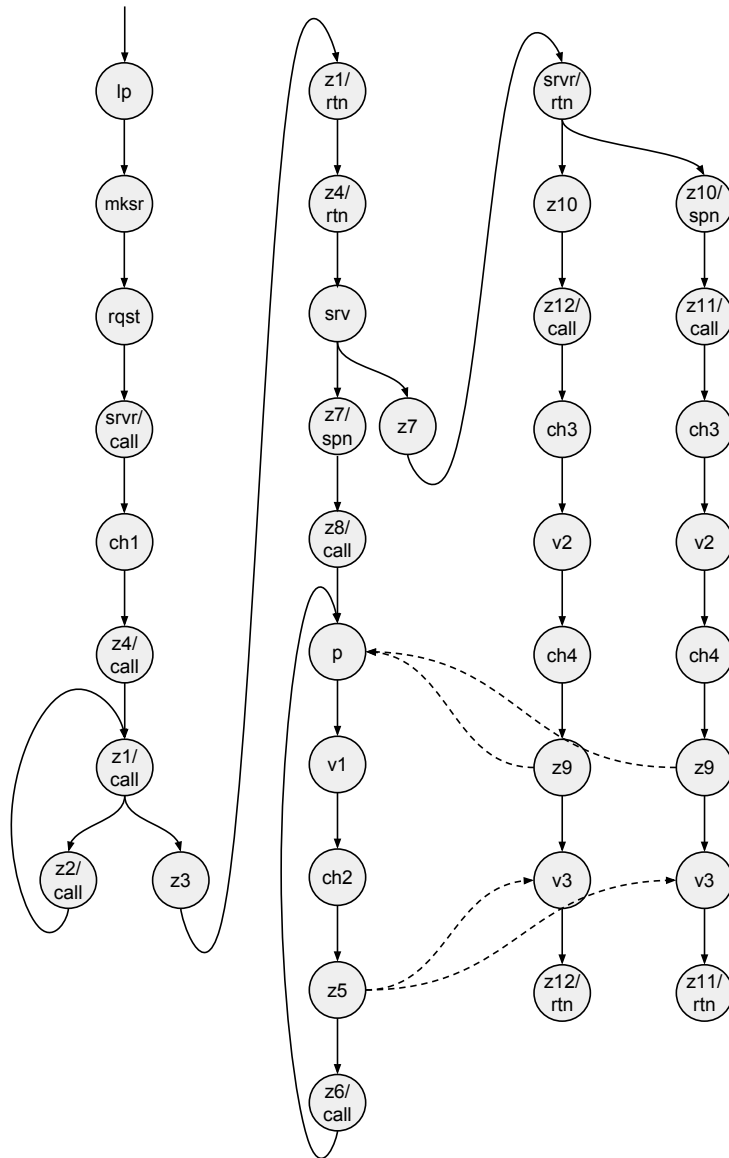 lp
mksr
rqst
srvr/
call
ch1
z4/
call
z1/
call
z2/
call
z3
z1/
rtn
z4/
rtn
srv
z7/
spn
z7
z8/
call
p
v1
ch2
z5
z6/
call
srvr/
rtn
z10
z12/
call
ch3
v2
ch4
z9
v3
z12/
rtn
z10/
spn
z11/
call
ch3
v2
ch4
z9
v3
z11/
rtn